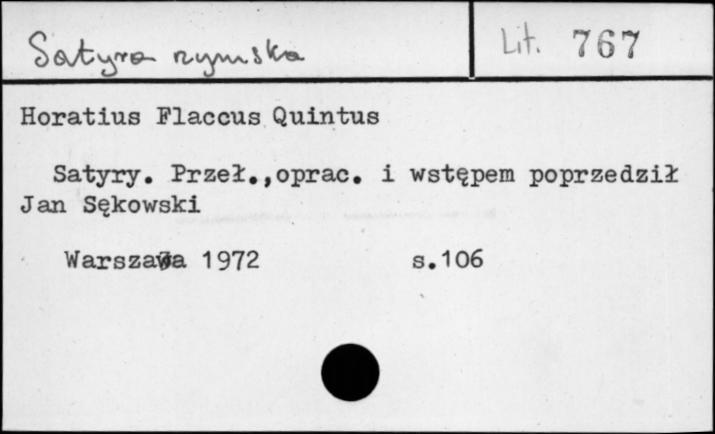 Satyra rzymska
Lit. 767
Horatius Flaccus Quintus
Satyry. Przeł.,oprac. i wstępem poprzedził
Jan Sękowski
Warszawa 1972 s.106